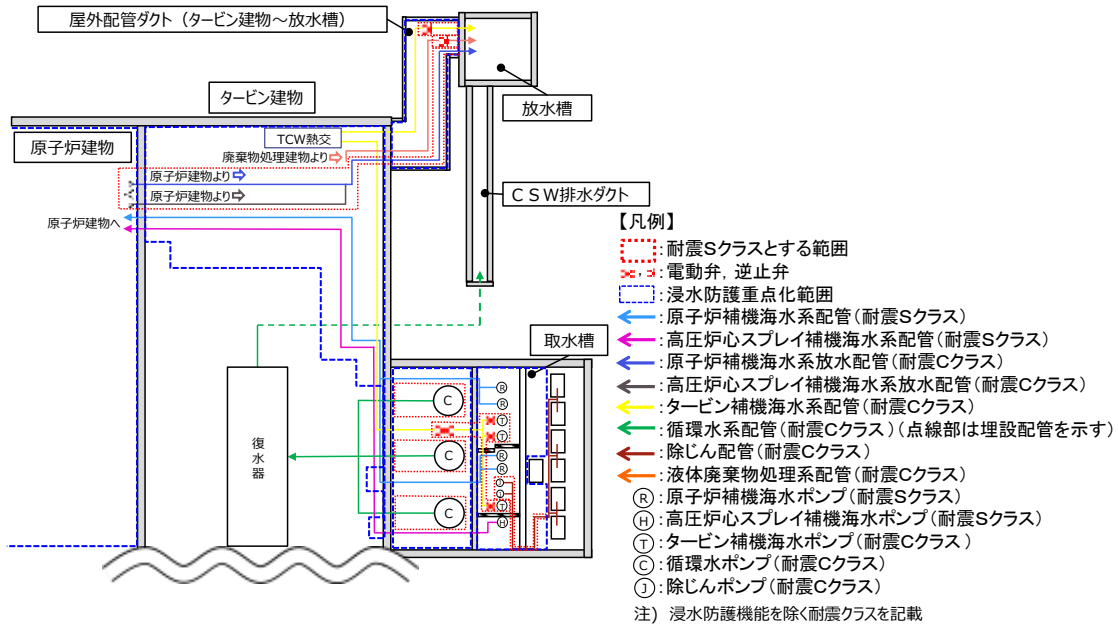 屋外配管ダクト（タービン建物～放水槽）
タービン建物
放水槽
原子炉建物
TCW熱交
廃棄物処理建物より
原子炉建物より
原子炉建物より
ＣＳＷ排水ダクト
原子炉建物へ
取水槽
復水器
C
C
C
R
R
T
T
R
R
J
J
T
H
【凡例】
：耐震Sクラスとする範囲
，：電動弁，逆止弁
：浸水防護重点化範囲
：原子炉補機海水系配管（耐震Sクラス）
：高圧炉心スプレイ補機海水系配管（耐震Sクラス）
：原子炉補機海水系放水配管（耐震Cクラス）
：高圧炉心スプレイ補機海水系放水配管（耐震Cクラス）
：タービン補機海水系配管（耐震Cクラス）
：循環水系配管（耐震Cクラス）（点線部は埋設配管を示す）
：除じん配管（耐震Cクラス）
：液体廃棄物処理系配管（耐震Cクラス）
R：原子炉補機海水ポンプ（耐震Sクラス）
H：高圧炉心スプレイ補機海水ポンプ（耐震Sクラス）
T：タービン補機海水ポンプ（耐震Cクラス）
C：循環水ポンプ（耐震Cクラス）
J：除じんポンプ（耐震Cクラス）
注） 浸水防護機能を除く耐震クラスを記載